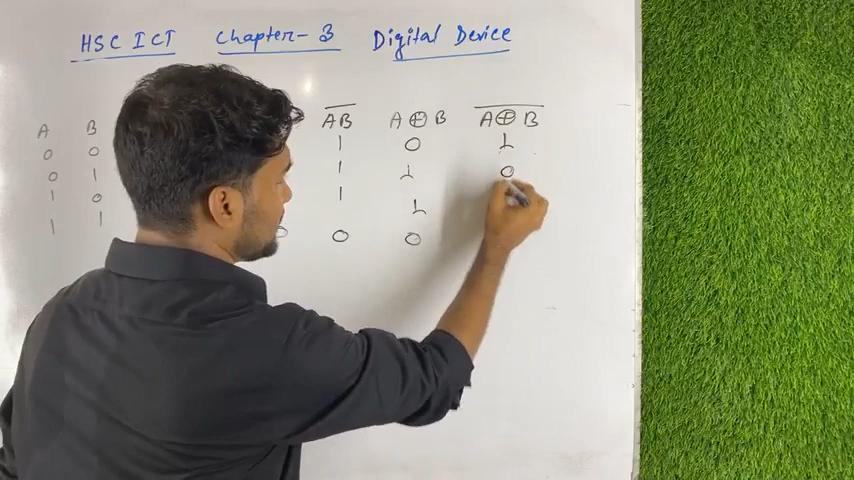 HSC ICT Chapter-3 Digital Device
A B A̅B̅ A⊕B A̅⊕̅B̅
0 0 1 0 1
0 1 1 1 0
1 0 1 1
1 1 0 0 0